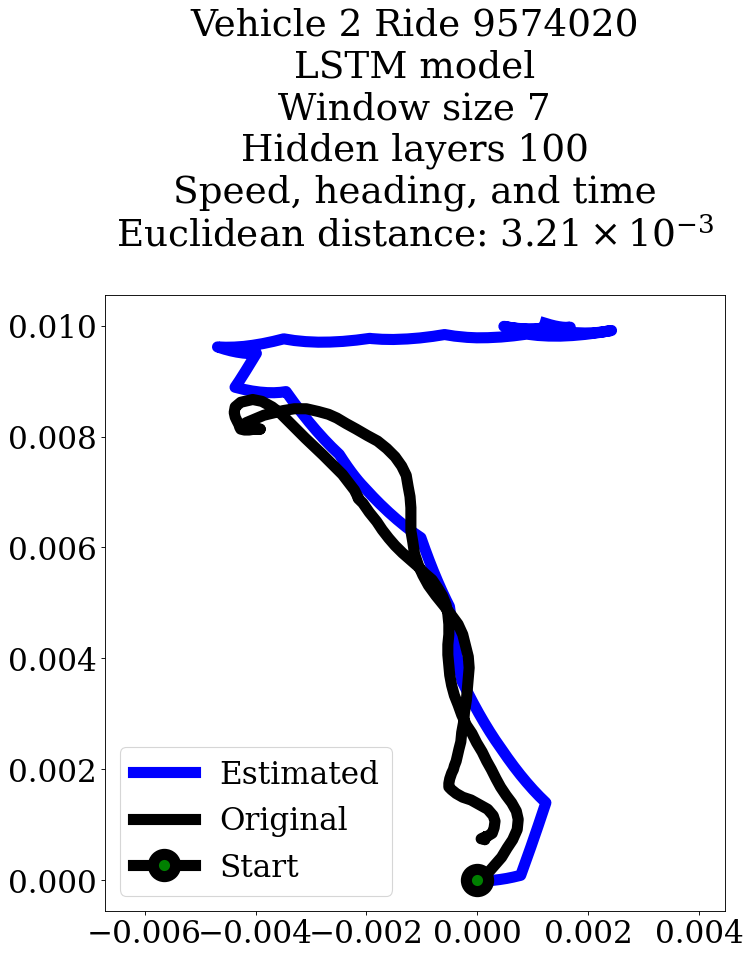 Vehicle 2 Ride 9574020
LSTM model
Window size 7
Hidden layers 100
Speed, heading, and time
Euclidean distance: 3.21 × 10⁻³
0.010
0.008
0.006
0.004
0.002
0.000
Estimated
Original
Start
−0.006 −0.004 −0.002 0.000 0.002 0.004